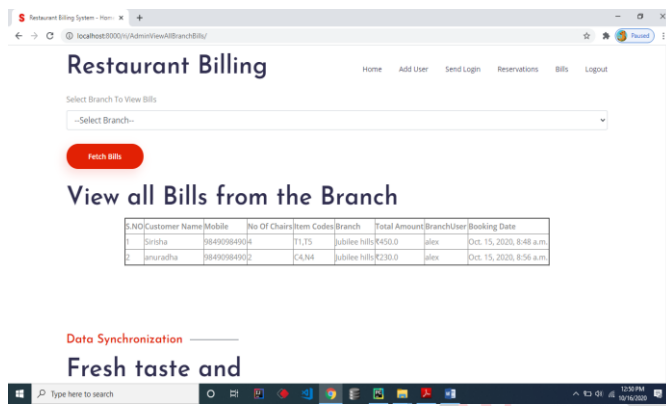 Restaurant Billing System - Hom
localhost:8000/rl/AdminViewAllBranchBills/
Paused
Restaurant Billing
Home Add User Send Login Reservations Bills Logout
Select Branch To View Bills
--Select Branch--
Fetch Bills
View all Bills from the Branch
S.NO Customer Name Mobile No Of Chairs Item Codes Branch Total Amount BranchUser Booking Date
1 Sirisha 9849098490 4 T1,T5 Jubilee hills ₹450.0 alex Oct. 15, 2020, 8:48 a.m.
2 anuradha 9849098490 2 C4,N4 Jubilee hills ₹230.0 alex Oct. 15, 2020, 8:56 a.m.
Data Synchronization
Fresh taste and
Type here to search
12:50 PM
10/16/2020